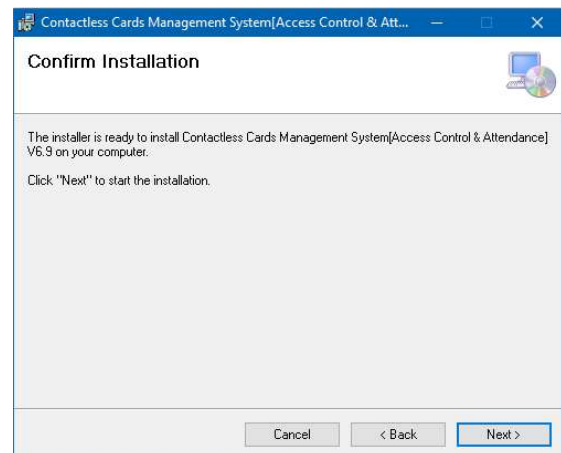 Contactless Cards Management System[Access Control & Att...
Confirm Installation
The installer is ready to install Contactless Cards Management System[Access Control & Attendance]
V6.9 on your computer.
Click "Next" to start the installation.
Cancel
< Back
Next >